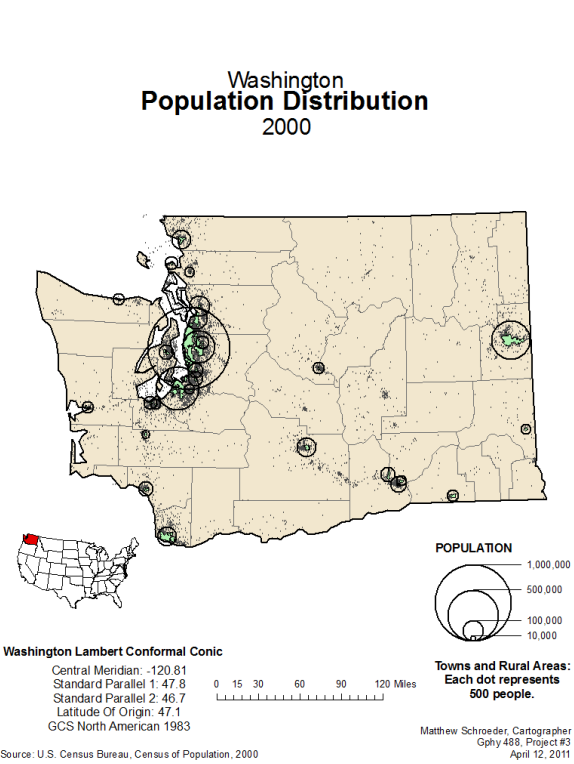 Washington
Population Distribution
2000
POPULATION
1,000,000
500,000
100,000
10,000
Washington Lambert Conformal Conic
Central Meridian: -120.81
Standard Parallel 1: 47.8
Standard Parallel 2: 46.7
Latitude Of Origin: 47.1
GCS North American 1983
0 15 30 60 90 120 Miles
Towns and Rural Areas:
Each dot represents
500 people.
Matthew Schroeder, Cartographer
Gphy 488, Project #3
April 12, 2011
Source: U.S. Census Bureau, Census of Population, 2000